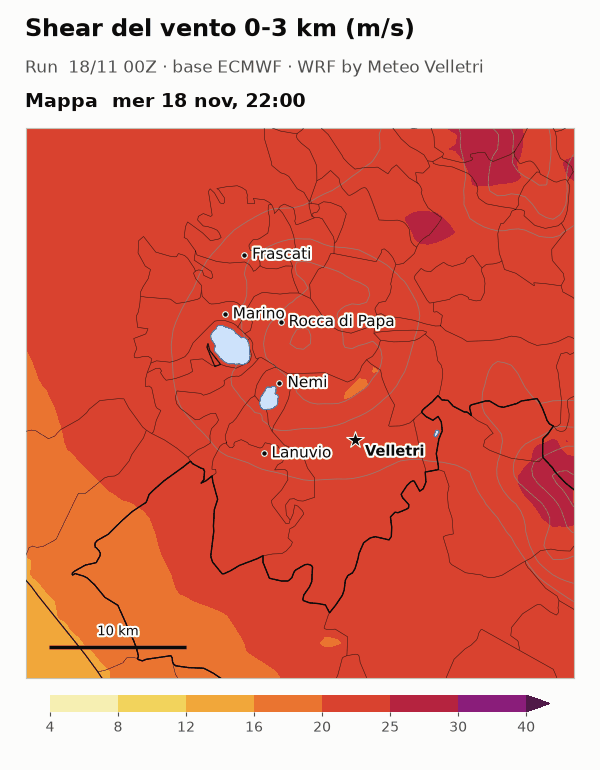 Shear del vento 0-3 km (m/s)
Run  18/11 00Z · base ECMWF · WRF by Meteo Velletri
Mappa  mer 18 nov, 22:00
Frascati
Marino
Rocca di Papa
Nemi
Velletri
Lanuvio
10 km
4 8 12 16 20 25 30 40